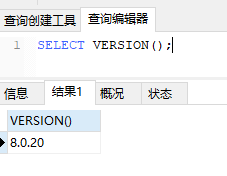 查询创建工具 查询编辑器
1 SELECT VERSION();
信息 结果1 概况 状态
VERSION()
8.0.20